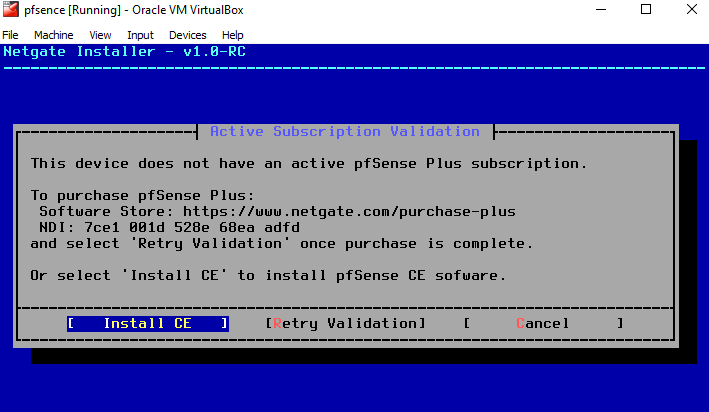 pfsence [Running] - Oracle VM VirtualBox
File Machine View Input Devices Help
Netgate Installer - v1.0-RC
Active Subscription Validation
This device does not have an active pfSense Plus subscription.
To purchase pfSense Plus:
Software Store: https://www.netgate.com/purchase-plus
NDI: 7ce1 001d 528e 68ea adfd
and select 'Retry Validation' once purchase is complete.
Or select 'Install CE' to install pfSense CE sofware.
[ Install CE ] [Retry Validation] [ Cancel ]